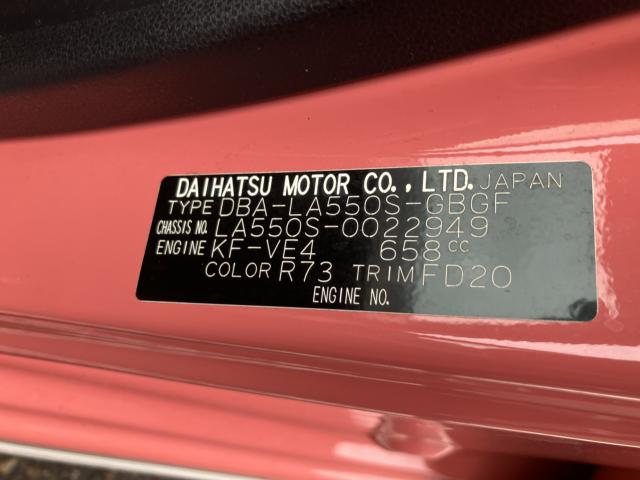 DAIHATSU MOTOR CO., LTD. JAPAN
TYPE DBA-LA550S-GBGF
CHASSIS NO. LA550S-0022949
ENGINE KF-VE4 658cc
COLOR R73 TRIM FD20
ENGINE NO.